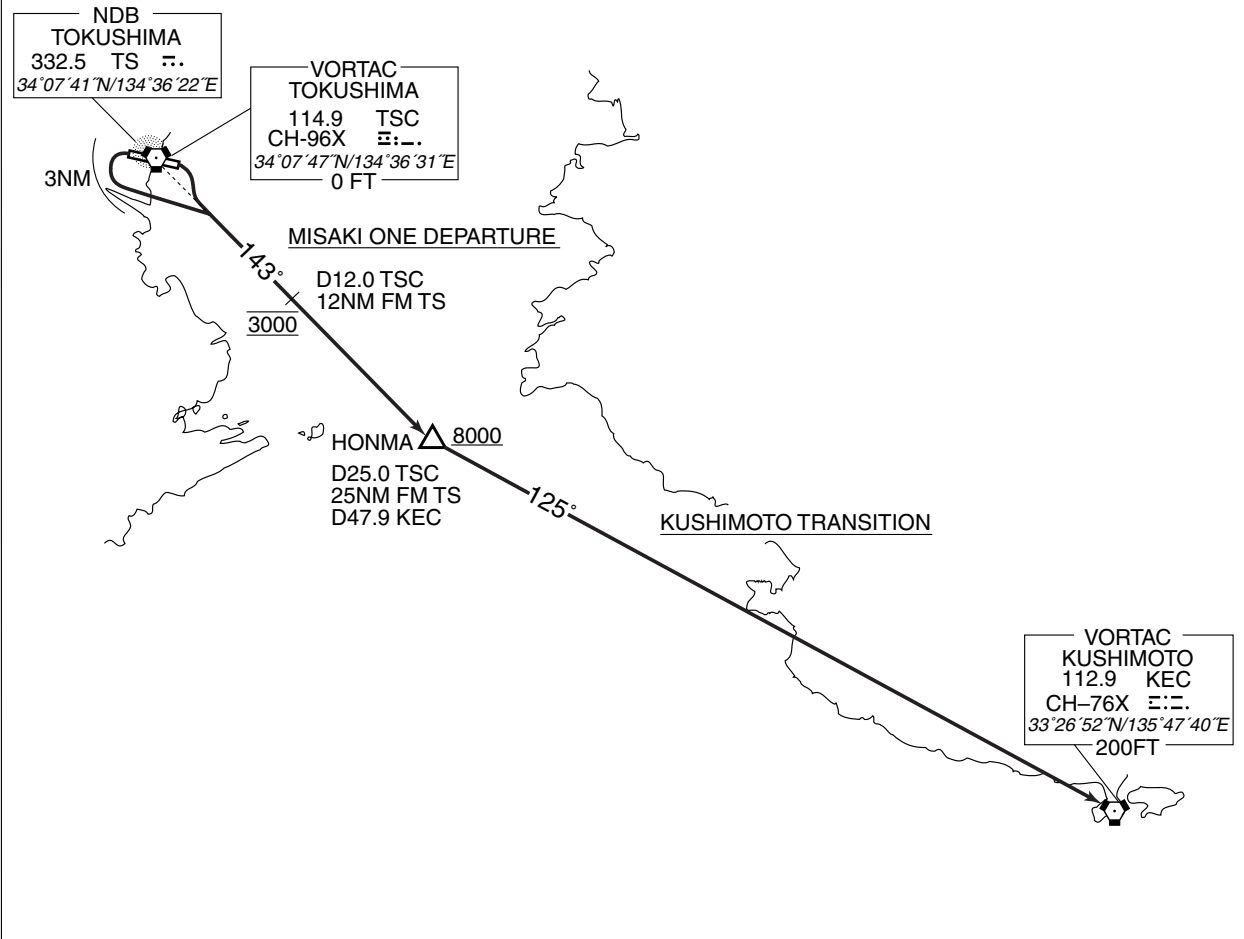 NDB
TOKUSHIMA
332.5 TS
34°07´41˝N/134°36´22˝E
VORTAC
TOKUSHIMA
114.9 TSC
CH-96X
34°07´47˝N/134°36´31˝E
0 FT
3NM
MISAKI ONE DEPARTURE
143°
D12.0 TSC
12NM FM TS
3000
HONMA
8000
D25.0 TSC
25NM FM TS
D47.9 KEC
125°
KUSHIMOTO TRANSITION
VORTAC
KUSHIMOTO
112.9 KEC
CH–76X
33°26´52˝N/135°47´40˝E
200FT